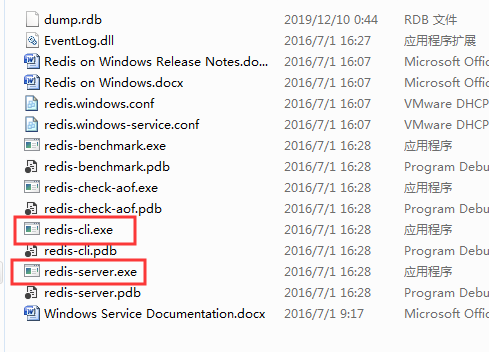 dump.rdb 2019/12/10 0:44 RDB 文件
EventLog.dll 2016/7/1 16:27 应用程序扩展
Redis on Windows Release Notes.do... 2016/7/1 16:07 Microsoft Offic
Redis on Windows.docx 2016/7/1 16:07 Microsoft Offic
redis.windows.conf 2016/7/1 16:07 VMware DHCP
redis.windows-service.conf 2016/7/1 16:07 VMware DHCP
redis-benchmark.exe 2016/7/1 16:28 应用程序
redis-benchmark.pdb 2016/7/1 16:28 Program Debu
redis-check-aof.exe 2016/7/1 16:28 应用程序
redis-check-aof.pdb 2016/7/1 16:28 Program Debu
redis-cli.exe 2016/7/1 16:28 应用程序
redis-cli.pdb 2016/7/1 16:28 Program Debu
redis-server.exe 2016/7/1 16:28 应用程序
redis-server.pdb 2016/7/1 16:28 Program Debu
Windows Service Documentation.docx 2016/7/1 9:17 Microsoft Offic